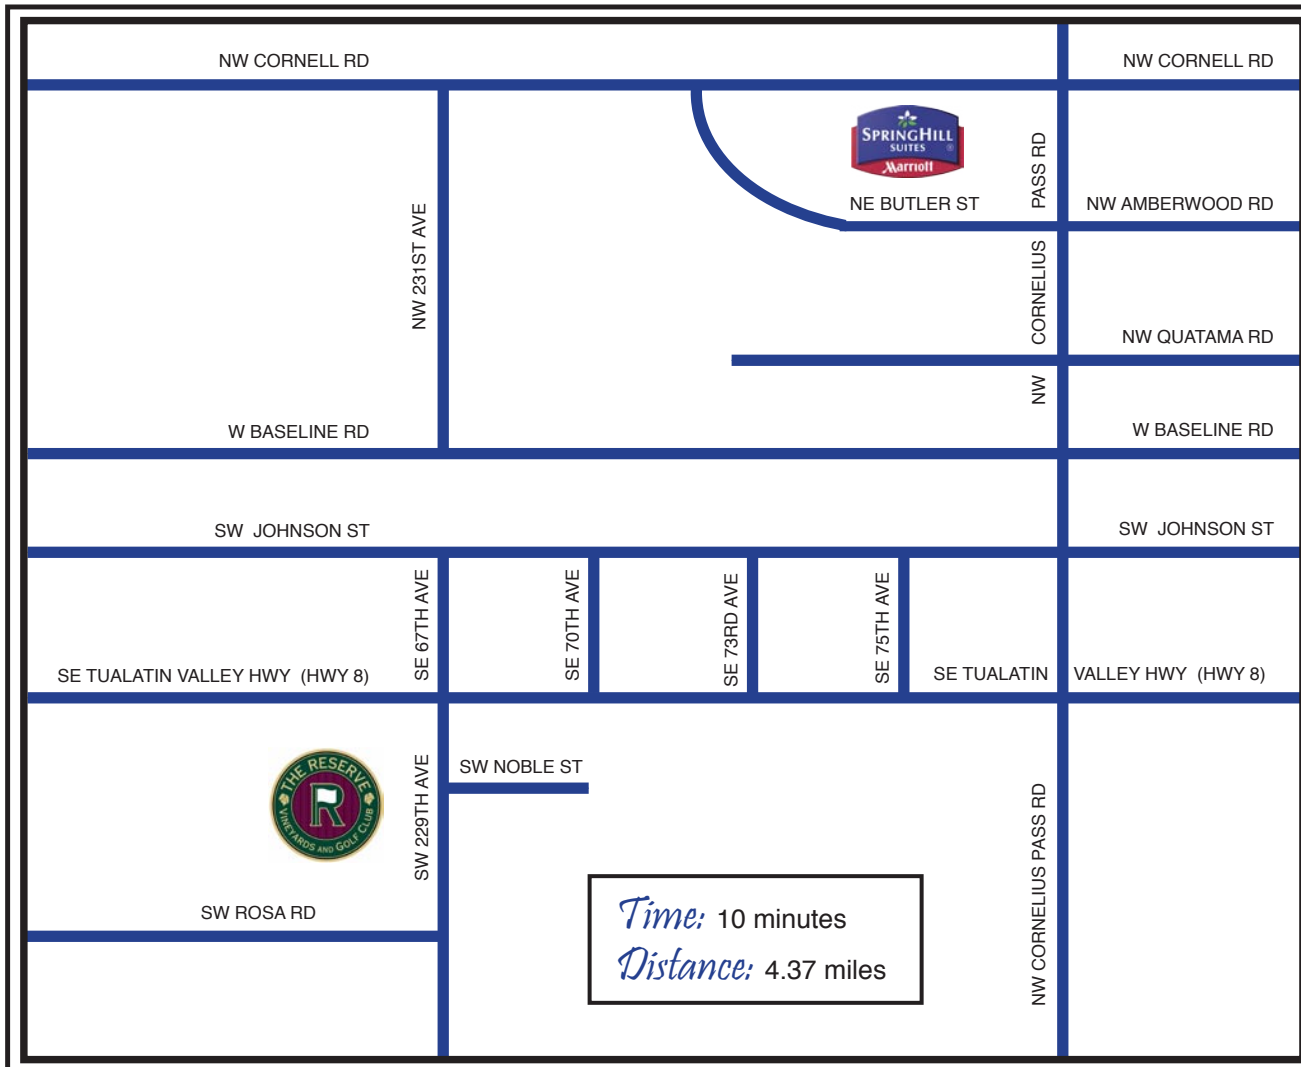 NW CORNELL RD
NW CORNELL RD
SPRINGHILL
SUITES ®
Marriott
NE BUTLER ST
NW CORNELIUS PASS RD
NW AMBERWOOD RD
NW 231ST AVE
NW QUATAMA RD
W BASELINE RD
W BASELINE RD
SW JOHNSON ST
SW JOHNSON ST
SE 67TH AVE
SE 70TH AVE
SE 73RD AVE
SE 75TH AVE
SE TUALATIN VALLEY HWY (HWY 8)
SE TUALATIN VALLEY HWY (HWY 8)
THE RESERVE
R
VINEYARDS AND GOLF CLUB
SW 229TH AVE
SW NOBLE ST
NW CORNELIUS PASS RD
SW ROSA RD
Time: 10 minutes
Distance: 4.37 miles